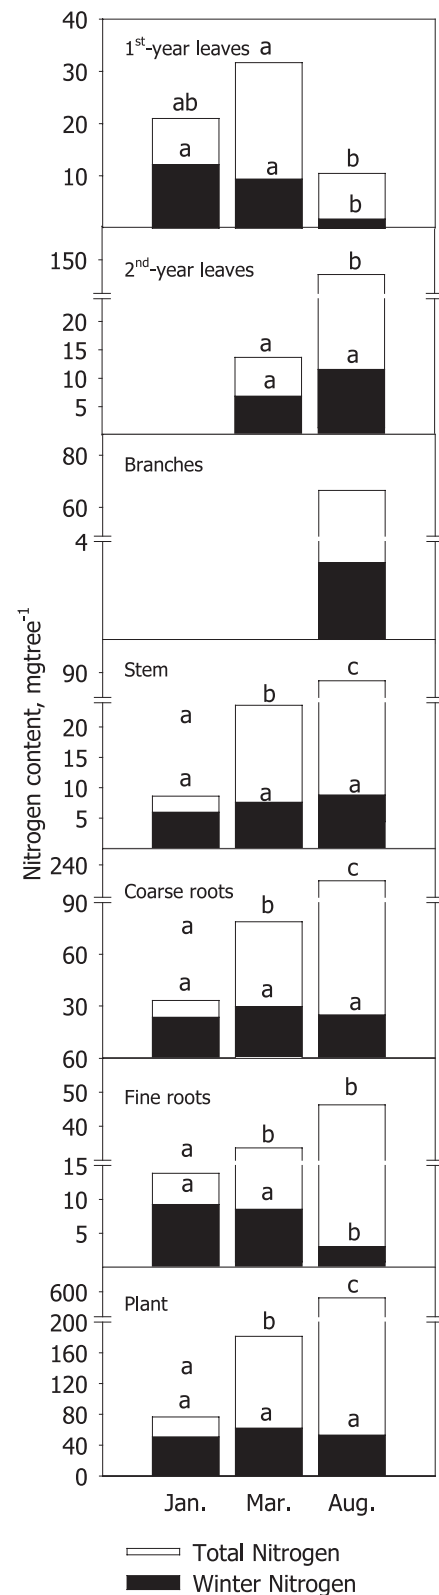 Nitrogen content, mgtree-1
40
30
20
10
1st-year leaves
ab
a
a
a
b
b
150
20
15
10
5
2nd-year leaves
a
a
b
a
80
60
4
Branches
90
20
15
10
5
Stem
a
a
b
a
c
a
240
90
60
30
60
Coarse roots
a
a
b
a
c
a
50
40
15
10
5
Fine roots
a
a
b
a
b
b
600
200
160
120
80
40
0
Plant
a
a
b
a
c
a
Jan. Mar. Aug.
Total Nitrogen
Winter Nitrogen